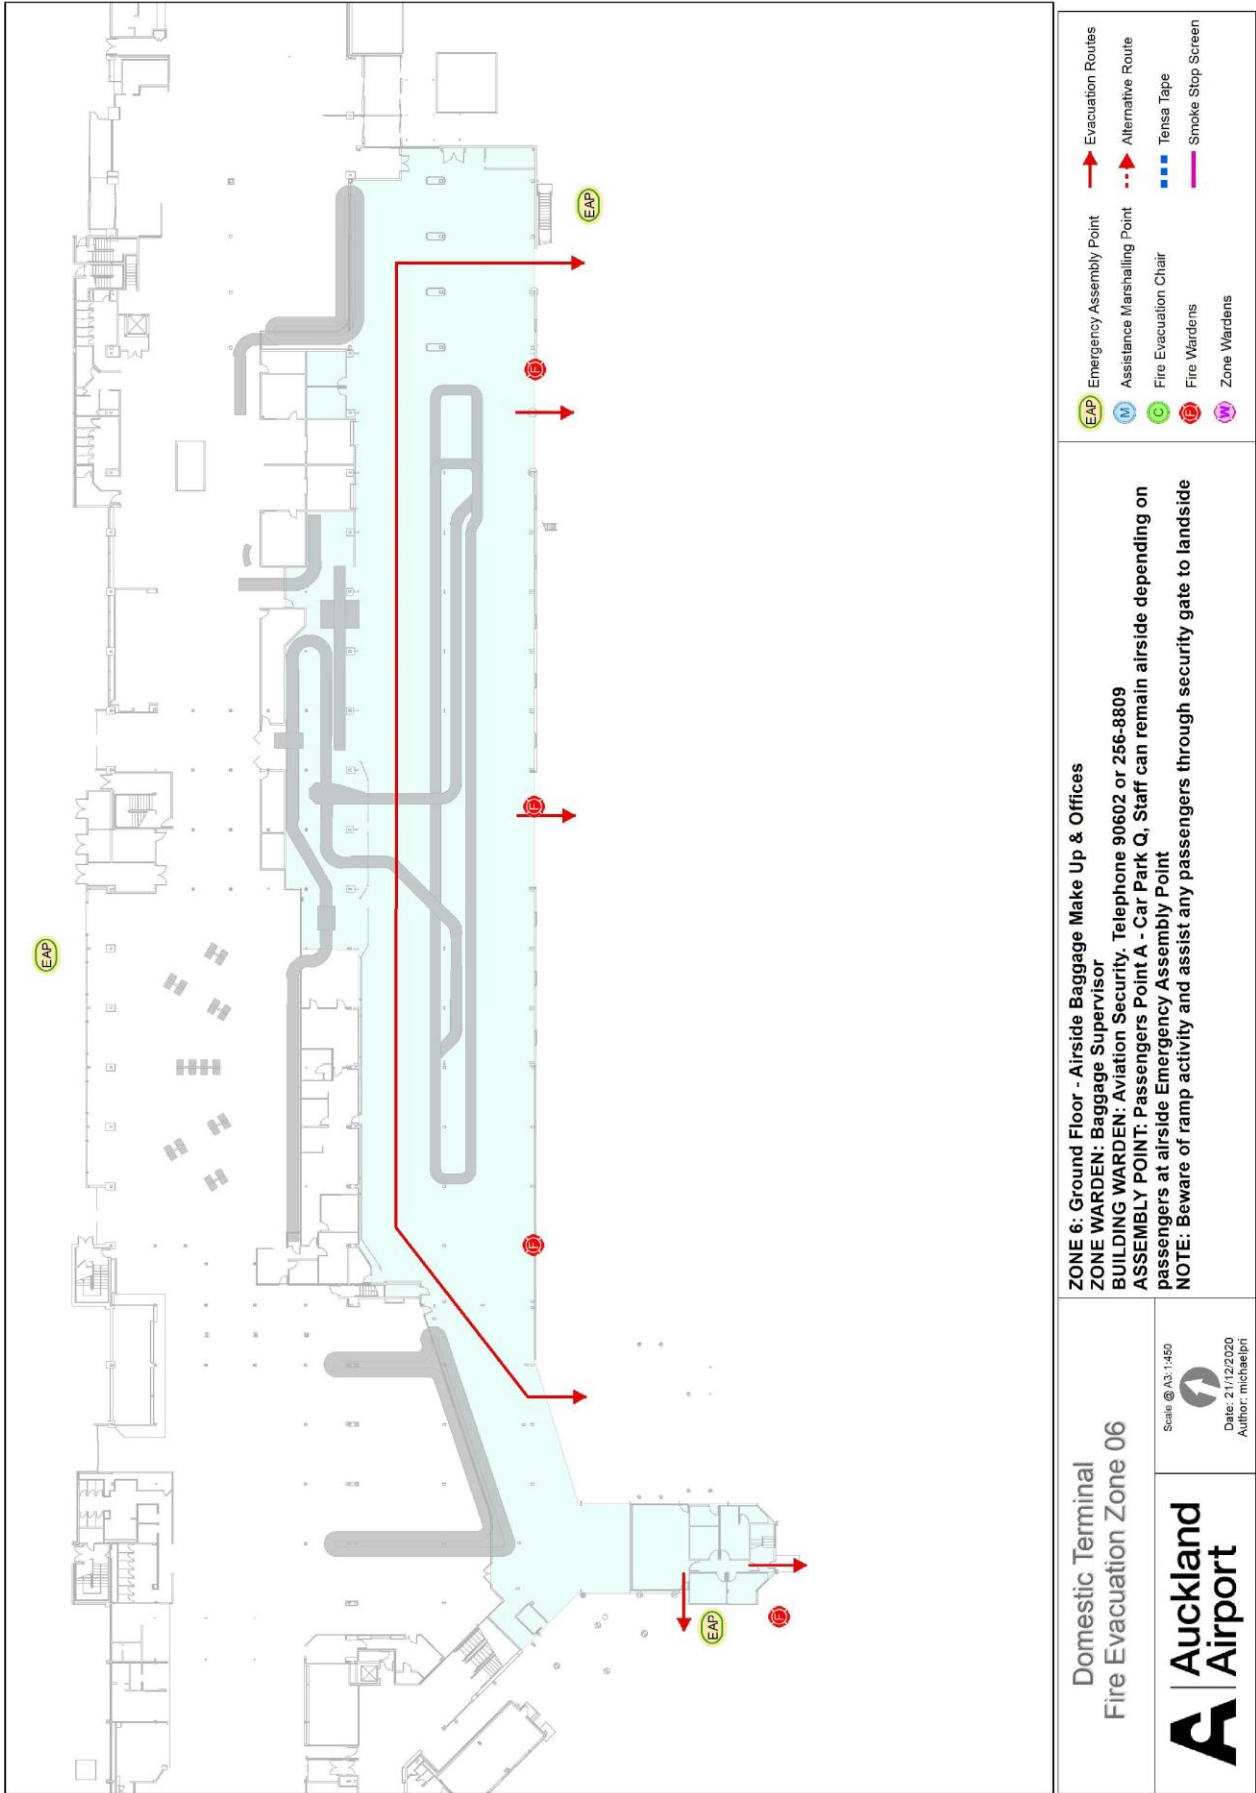 EAP
EAP
EAP
F
F
F
F
Domestic Terminal
Fire Evacuation Zone 06
A | Auckland
Airport
Scale @ A3:1:450
Date: 21/12/2020
Author: michaelpri
ZONE 6: Ground Floor - Airside Baggage Make Up & Offices
ZONE WARDEN: Baggage Supervisor
BUILDING WARDEN: Aviation Security. Telephone 90602 or 256-8809
ASSEMBLY POINT: Passengers Point A - Car Park Q, Staff can remain airside depending on
passengers at airside Emergency Assembly Point
NOTE: Beware of ramp activity and assist any passengers through security gate to landside
EAP Emergency Assembly Point
M Assistance Marshalling Point
C Fire Evacuation Chair
F Fire Wardens
W Zone Wardens
Evacuation Routes
Alternative Route
Tensa Tape
Smoke Stop Screen